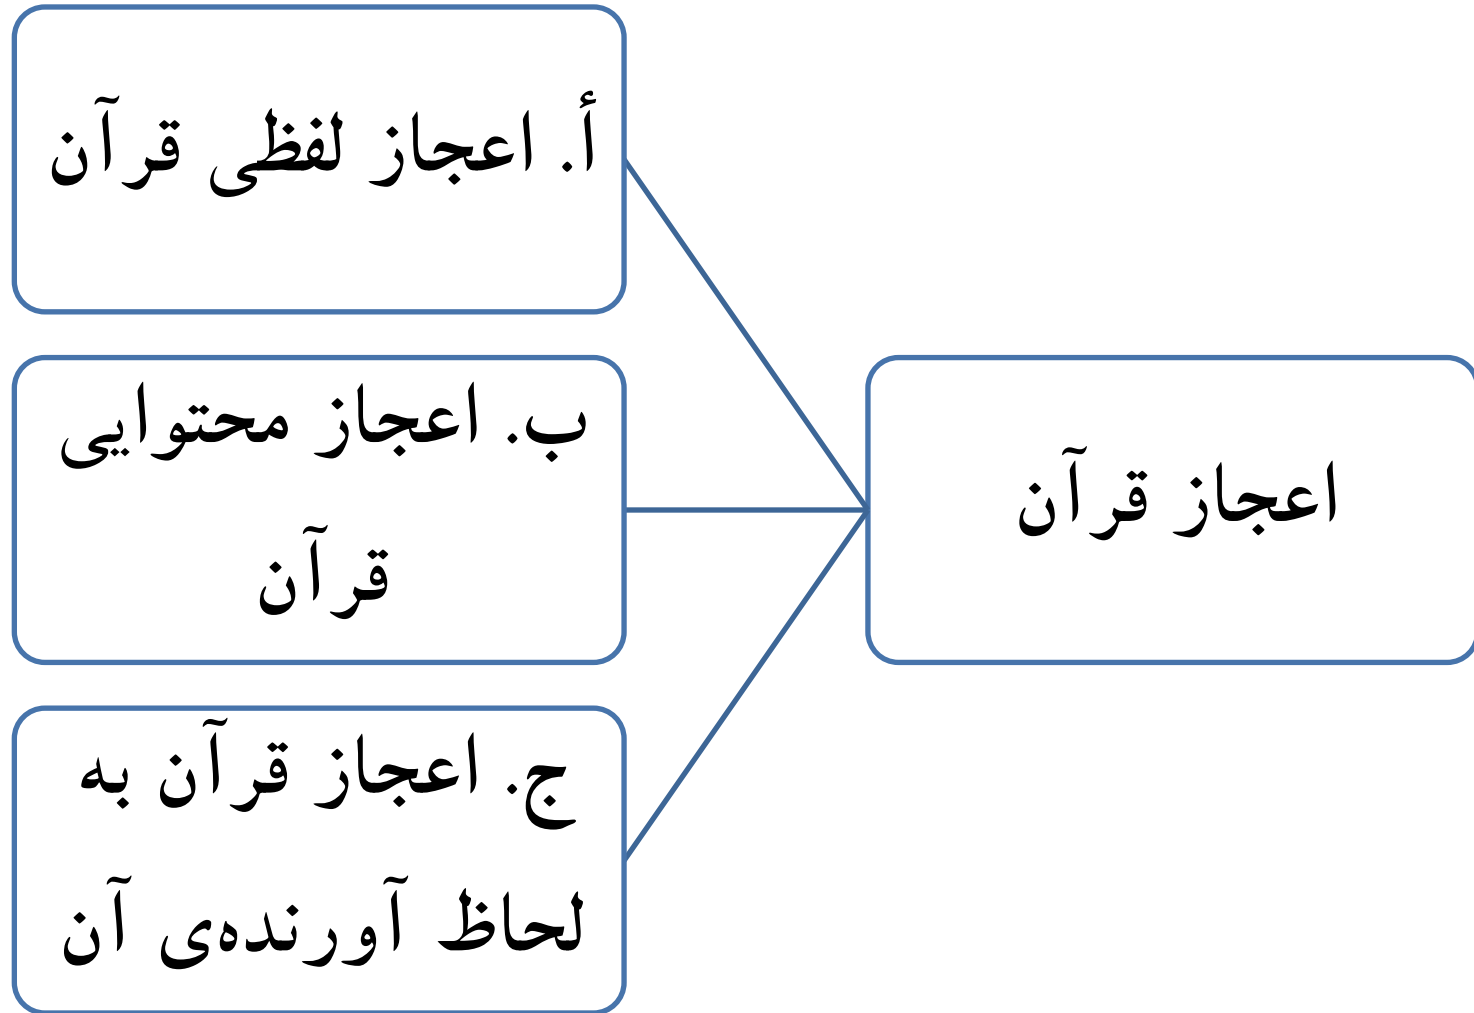 اعجاز قرآن
أ. اعجاز لفظی قرآن
ب. اعجاز محتوایی
قرآن
ج. اعجاز قرآن به
لحاظ آورنده‌ی آن